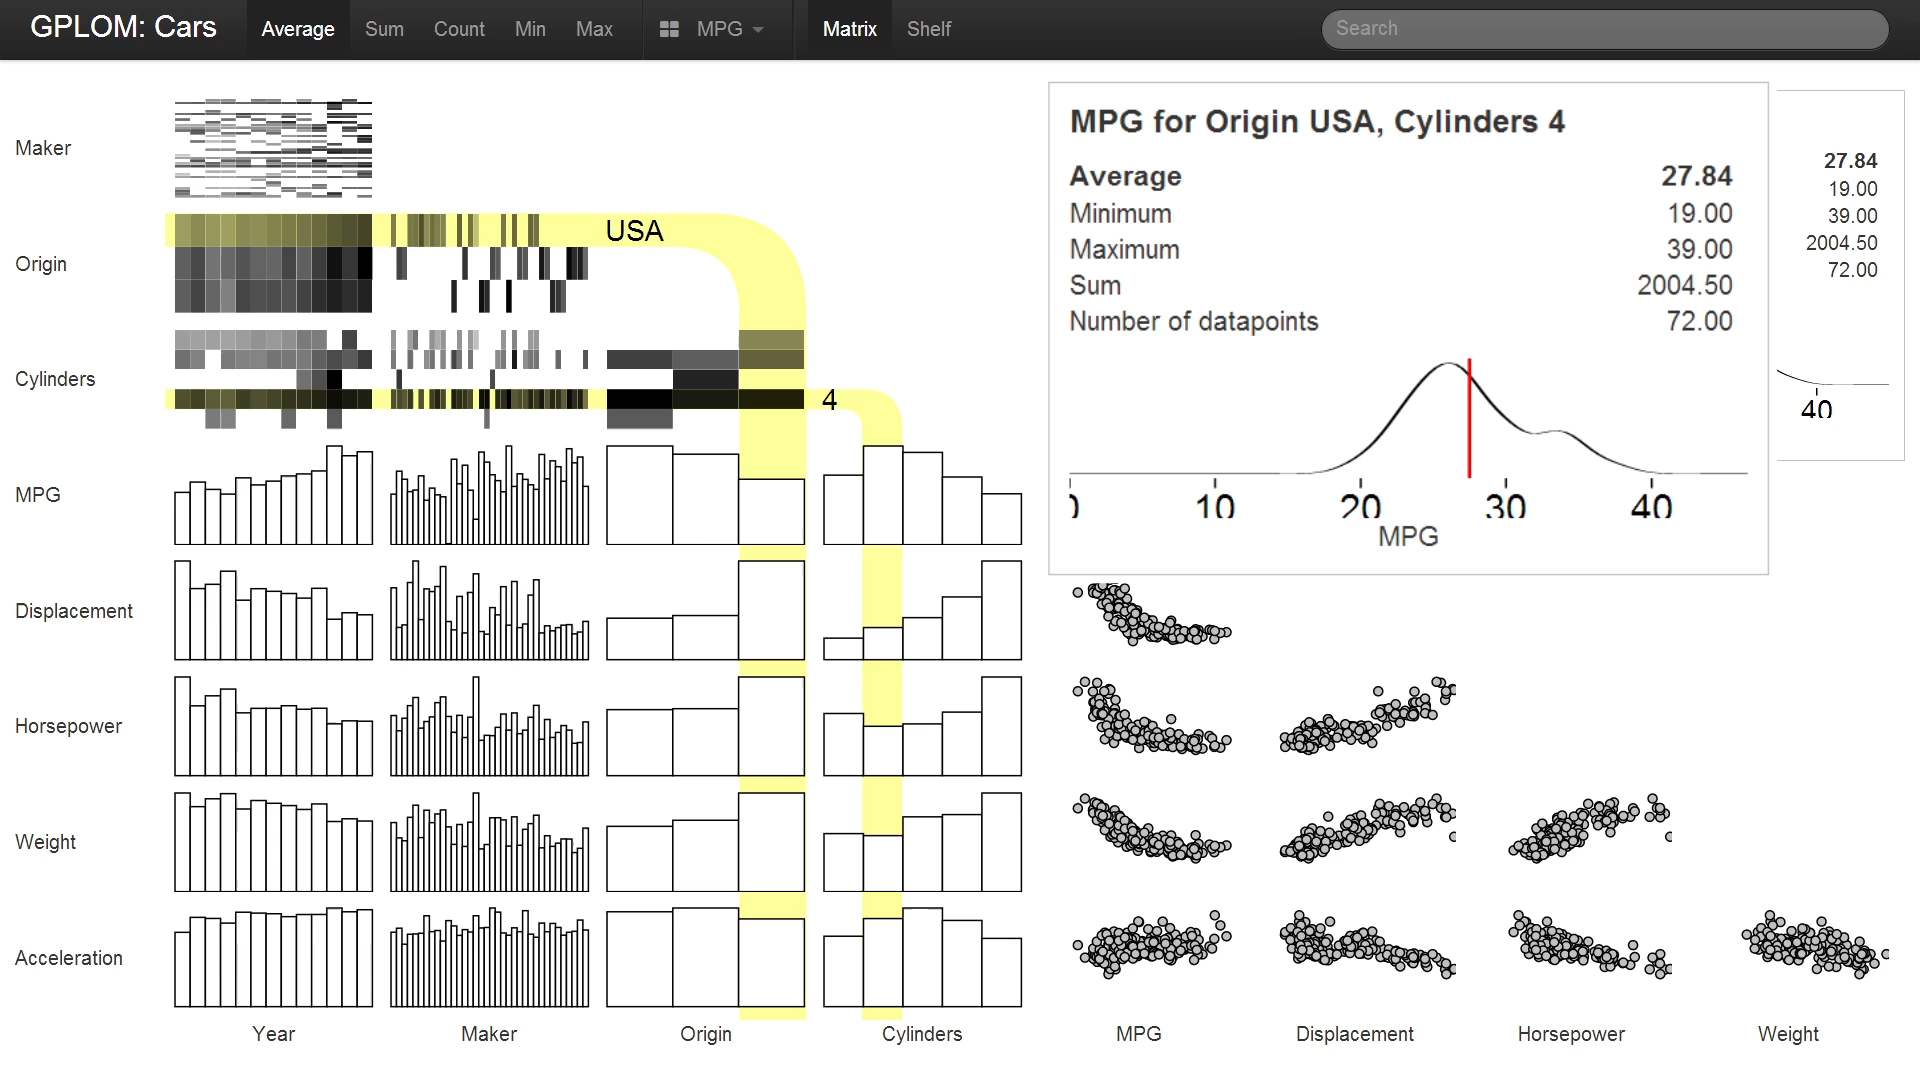 GPLOM: Cars Average Sum Count Min Max MPG Matrix Shelf Search
Maker
Origin
Cylinders
MPG
Displacement
Horsepower
Weight
Acceleration
USA
4
MPG for Origin USA, Cylinders 4
Average 27.84
Minimum 19.00
Maximum 39.00
Sum 2004.50
Number of datapoints 72.00
0 10 20 30 40
MPG
27.84
19.00
39.00
2004.50
72.00
40
Year Maker Origin Cylinders MPG Displacement Horsepower Weight